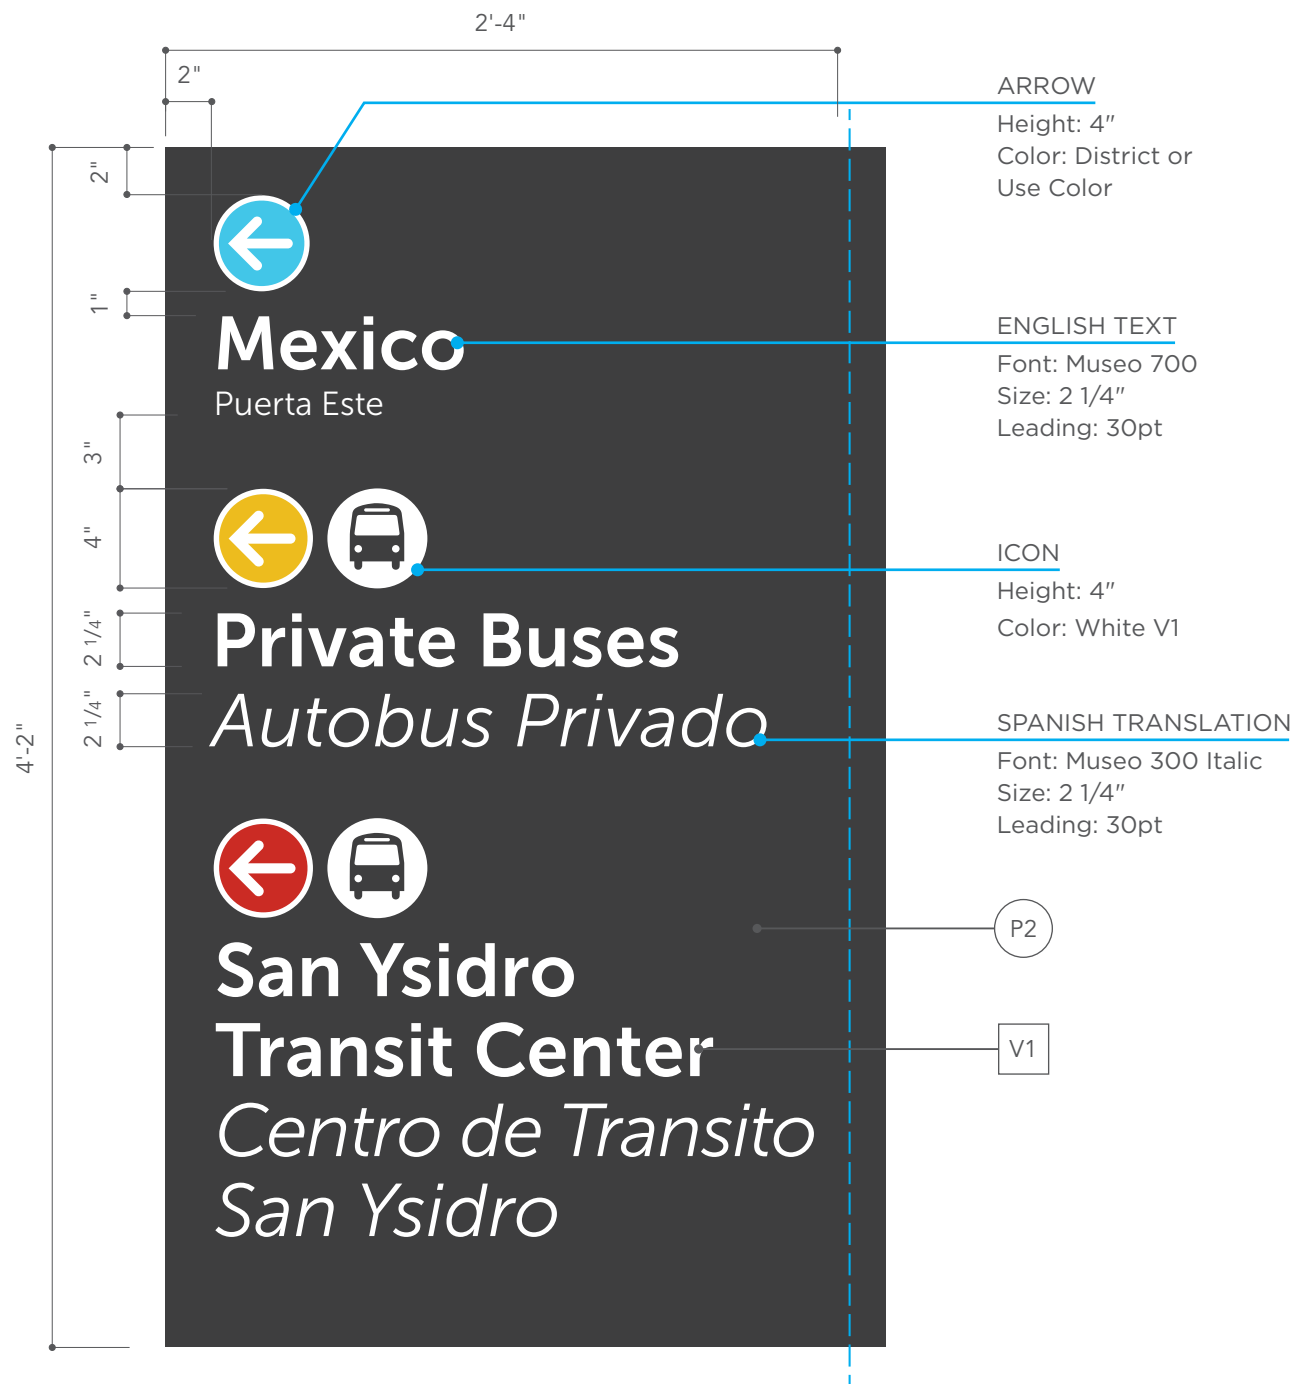 2'-4"
2"
ARROW
Height: 4"
Color: District or
Use Color
2"
1"
Mexico
Puerta Este
ENGLISH TEXT
Font: Museo 700
Size: 2 1/4"
Leading: 30pt
3"
4"
ICON
Height: 4"
Color: White V1
2 1/4"
Private Buses
2 1/4"
Autobus Privado
4'-2"
SPANISH TRANSLATION
Font: Museo 300 Italic
Size: 2 1/4"
Leading: 30pt
San Ysidro
Transit Center
Centro de Transito
San Ysidro
P2
V1